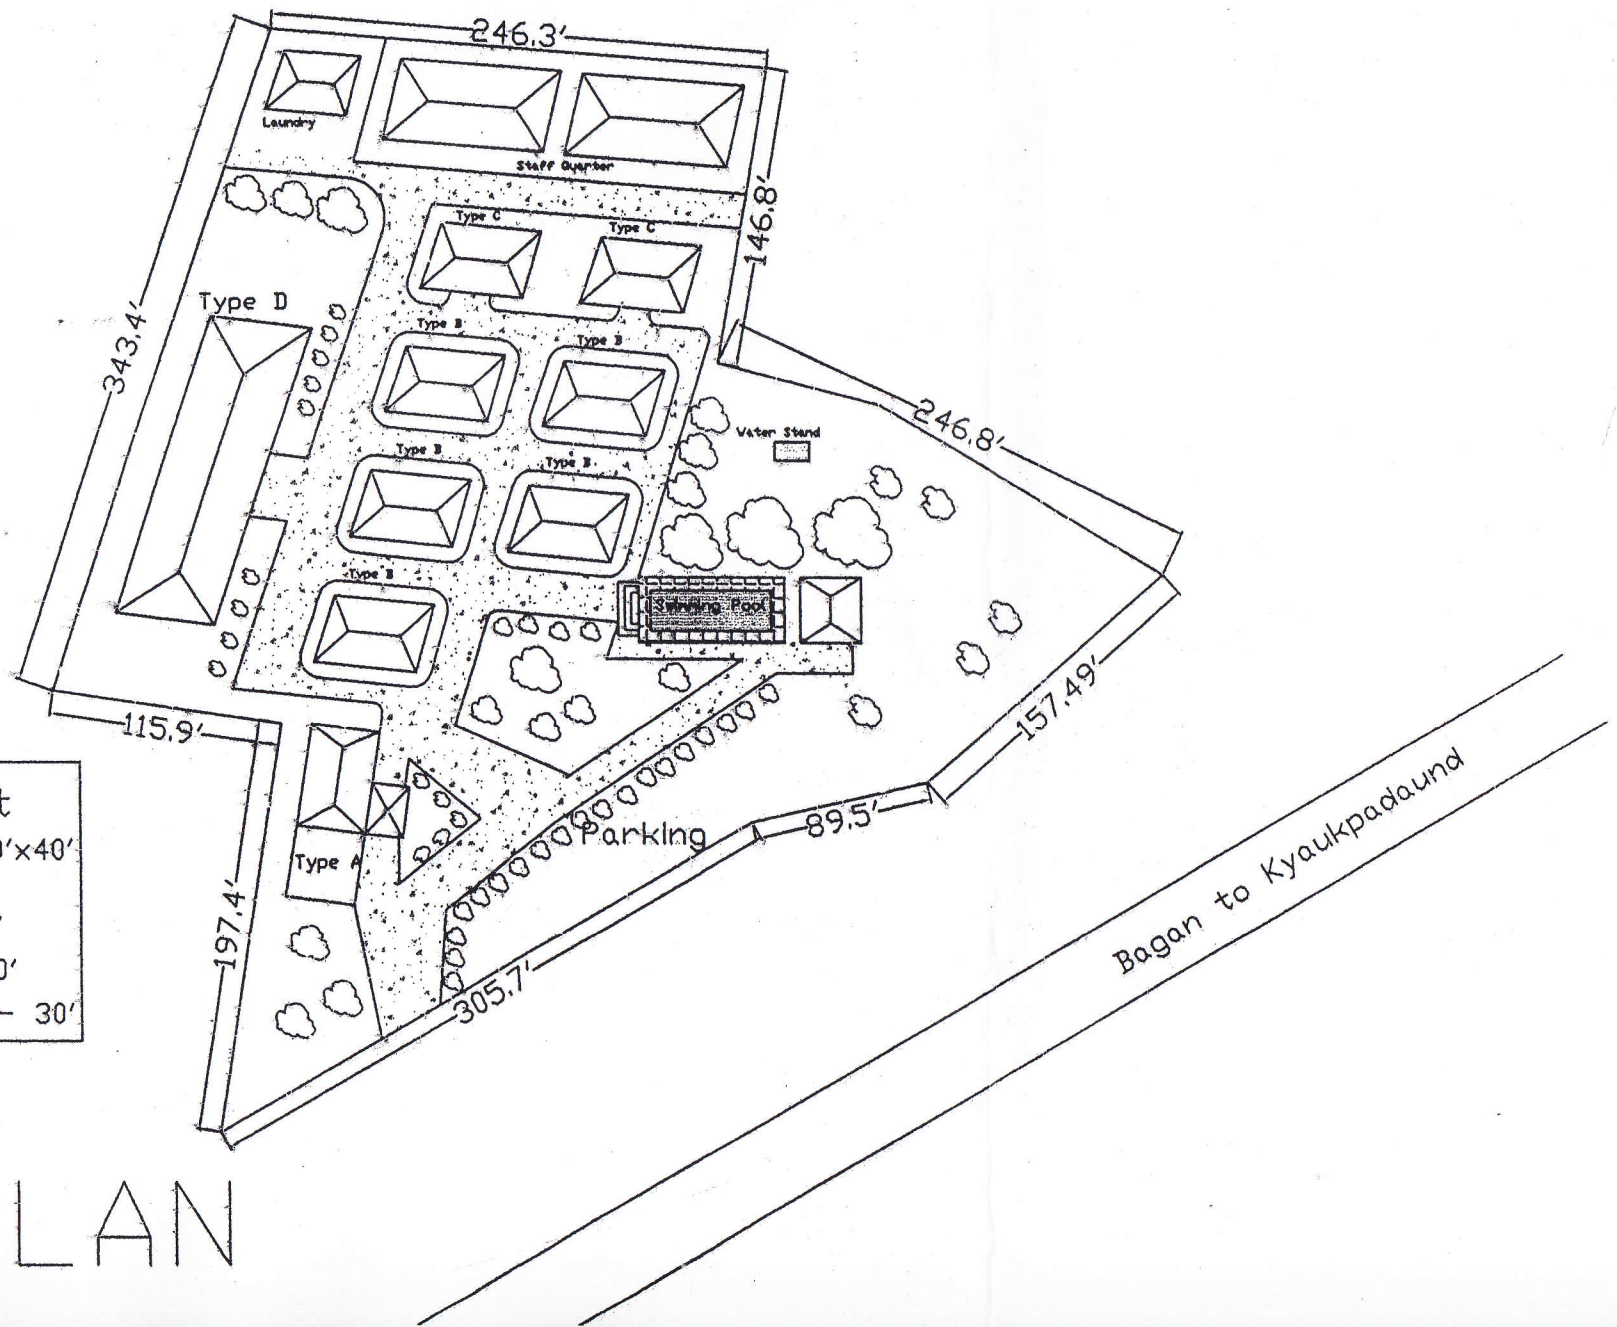 246.3'
Laundry
Staff Quarter
146.8'
Type C
Type C
Type D
343.4'
Type B
Type B
246.8'
Water Stand
Type B
Type B
Type B
Swimming Pool
157.49'
115.9'
Bagan to Kyaukpadaund
t
0'x40'
Parking
89.5'
Type A
197.4'
0'
305.7'
- 30'
LAN